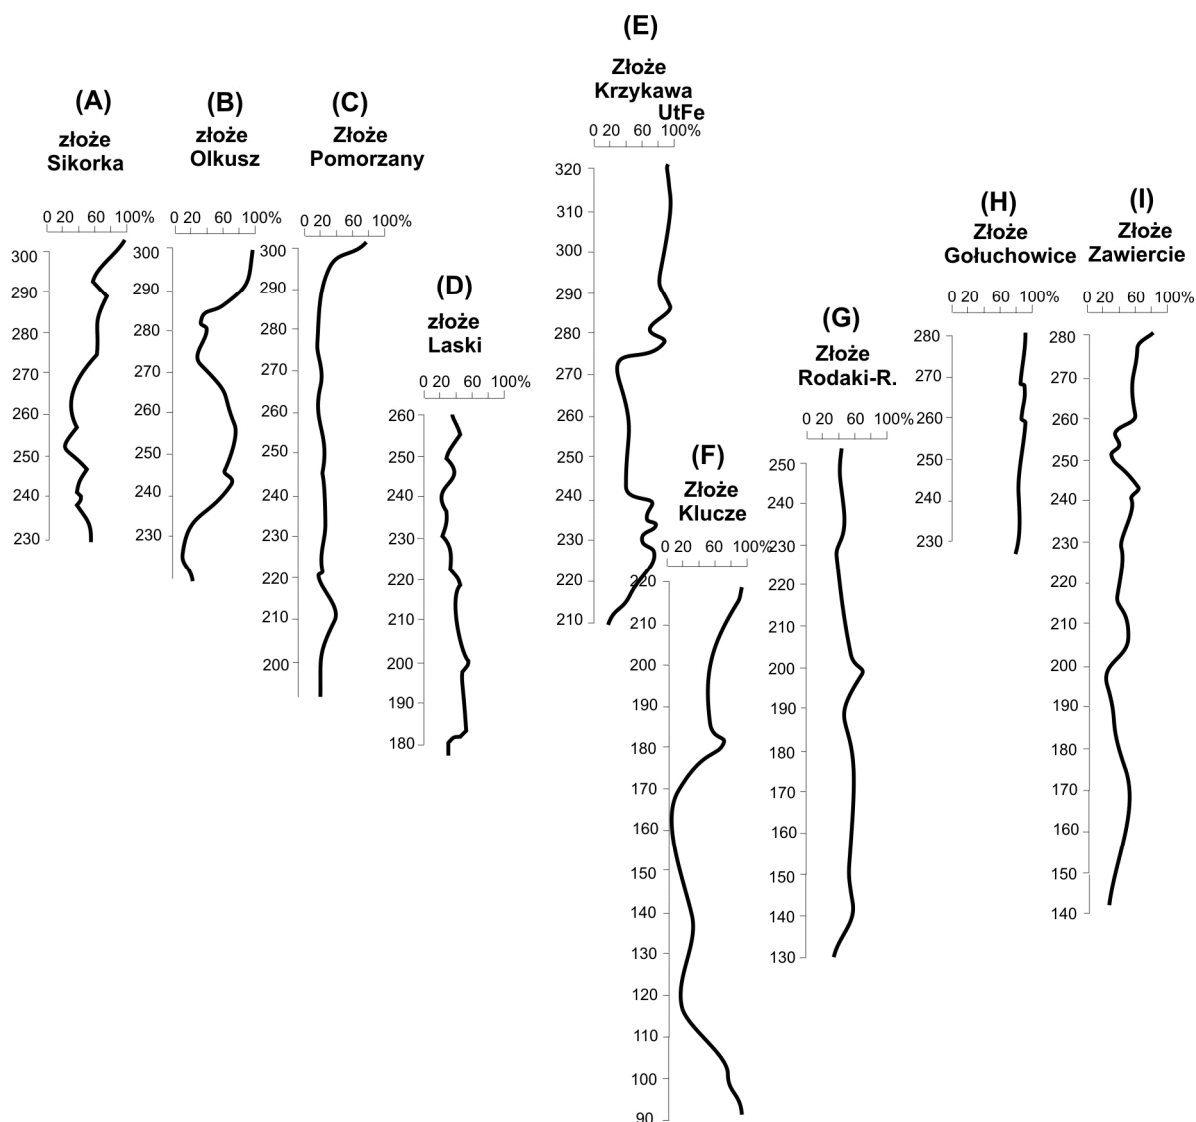 (A)
złoże
Sikorka
0 20 60 100%
300
290
280
270
260
250
240
230
(B)
złoże
Olkusz
0 20 60 100%
300
290
280
270
260
250
240
230
(C)
Złoże
Pomorzany
0 20 60 100%
300
290
280
270
260
250
240
230
220
210
200
(D)
złoże
Laski
0 20 60 100%
260
250
240
230
220
210
200
190
180
(E)
Złoże
Krzykawa
UtFe
0 20 60 100%
320
310
300
290
280
270
260
250
240
230
220
210
(F)
Złoże
Klucze
0 20 60 100%
220
210
200
190
180
170
160
150
140
130
120
110
100
90
(G)
Złoże
Rodaki-R.
0 20 60 100%
250
240
230
220
210
200
190
180
170
160
150
140
130
(H)
Złoże
Gołuchowice
0 20 60 100%
280
270
260
250
240
230
(I)
Złoże
Zawiercie
0 20 60 100%
280
270
260
250
240
230
220
210
200
190
180
170
160
150
140